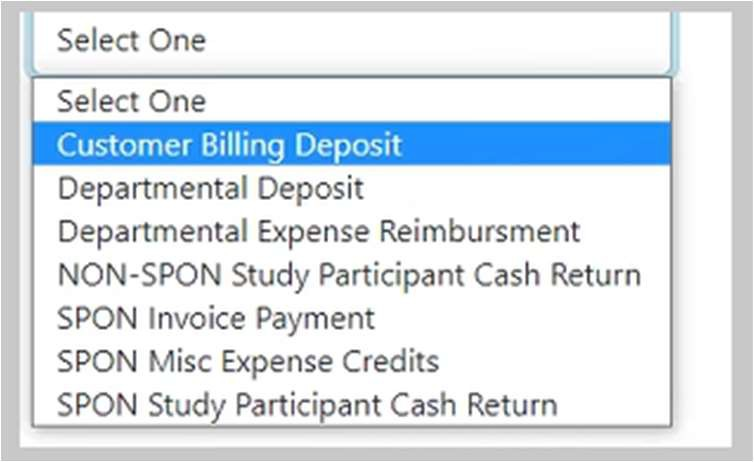 Select One
Select One
Customer Billing Deposit
Departmental Deposit
Departmental Expense Reimbursment
NON-SPON Study Participant Cash Return
SPON Invoice Payment
SPON Misc Expense Credits
SPON Study Participant Cash Return